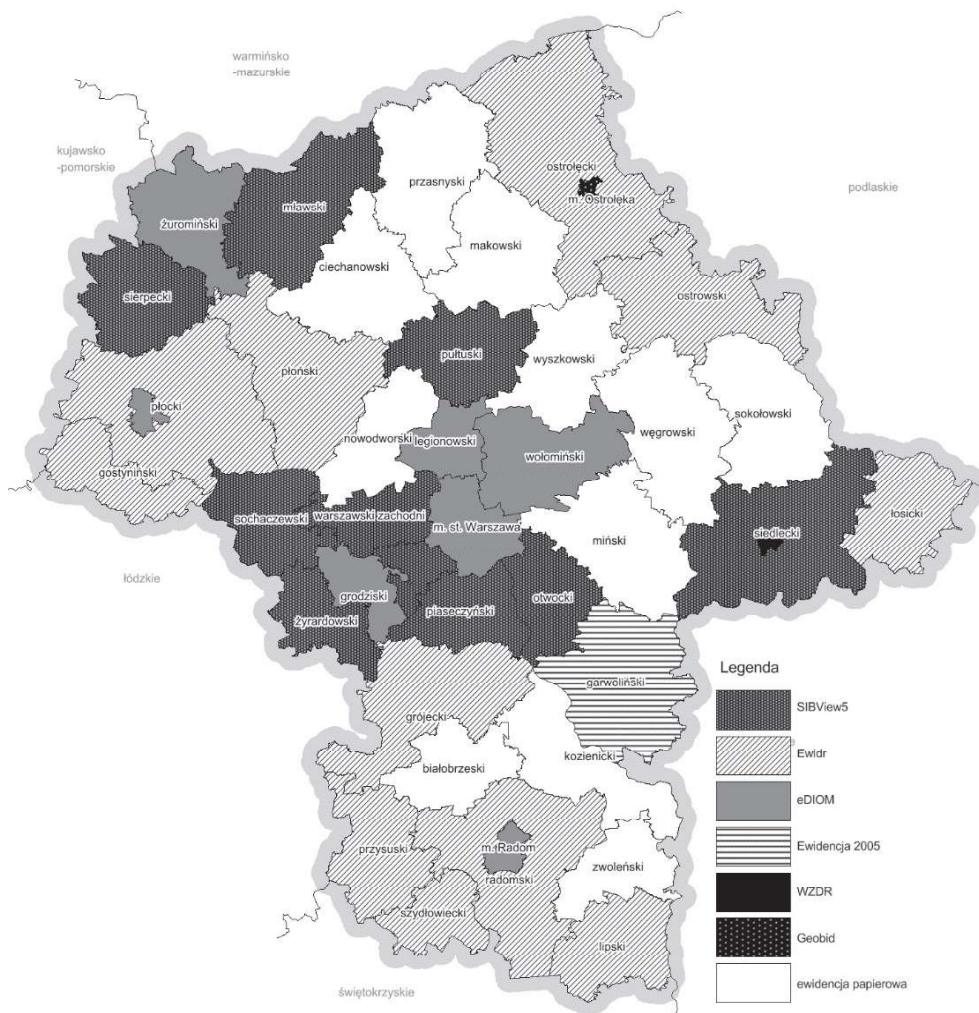 warmińsko
-mazurskie
kujawsko
-pomorskie
podlaskie
ostrołęcki
m. Ostrołęka
przasnyski
mławski
żuromiński
makowski
ciechanowski
sierpecki
ostrowski
pułtuski
wyszkowski
płoński
płocki
sokołowski
węgrowski
nowodworski
legionowski
wołomiński
gostyniński
sochaczewski
warszawski zachodni
m. st. Warszawa
siedlecki
łosicki
miński
łódzkie
grodziski
otwocki
piaseczyński
żyrardowski
garwoliński
grójecki
kozienicki
białobrzeski
przysuski
m. Radom
radomski
zwoleński
szydłowiecki
lipski
świętokrzyskie
Legenda
SIBView5
Ewidr
eDIOM
Ewidencja 2005
WZDR
Geobid
ewidencja papierowa